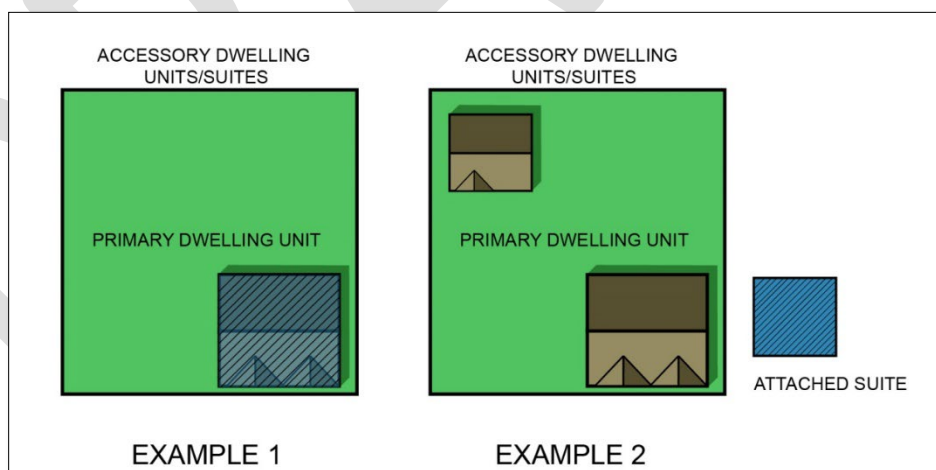 ACCESSORY DWELLING
UNITS/SUITES
PRIMARY DWELLING UNIT
EXAMPLE 1
ACCESSORY DWELLING
UNITS/SUITES
PRIMARY DWELLING UNIT
EXAMPLE 2
ATTACHED SUITE